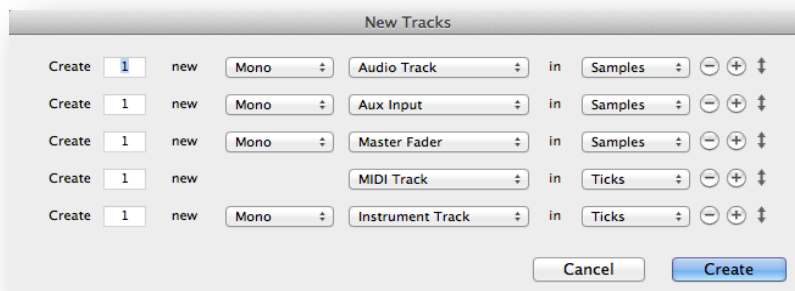 New Tracks
Create 1 new Mono Audio Track in Samples
Create 1 new Mono Aux Input in Samples
Create 1 new Mono Master Fader in Samples
Create 1 new MIDI Track in Ticks
Create 1 new Mono Instrument Track in Ticks
Cancel Create